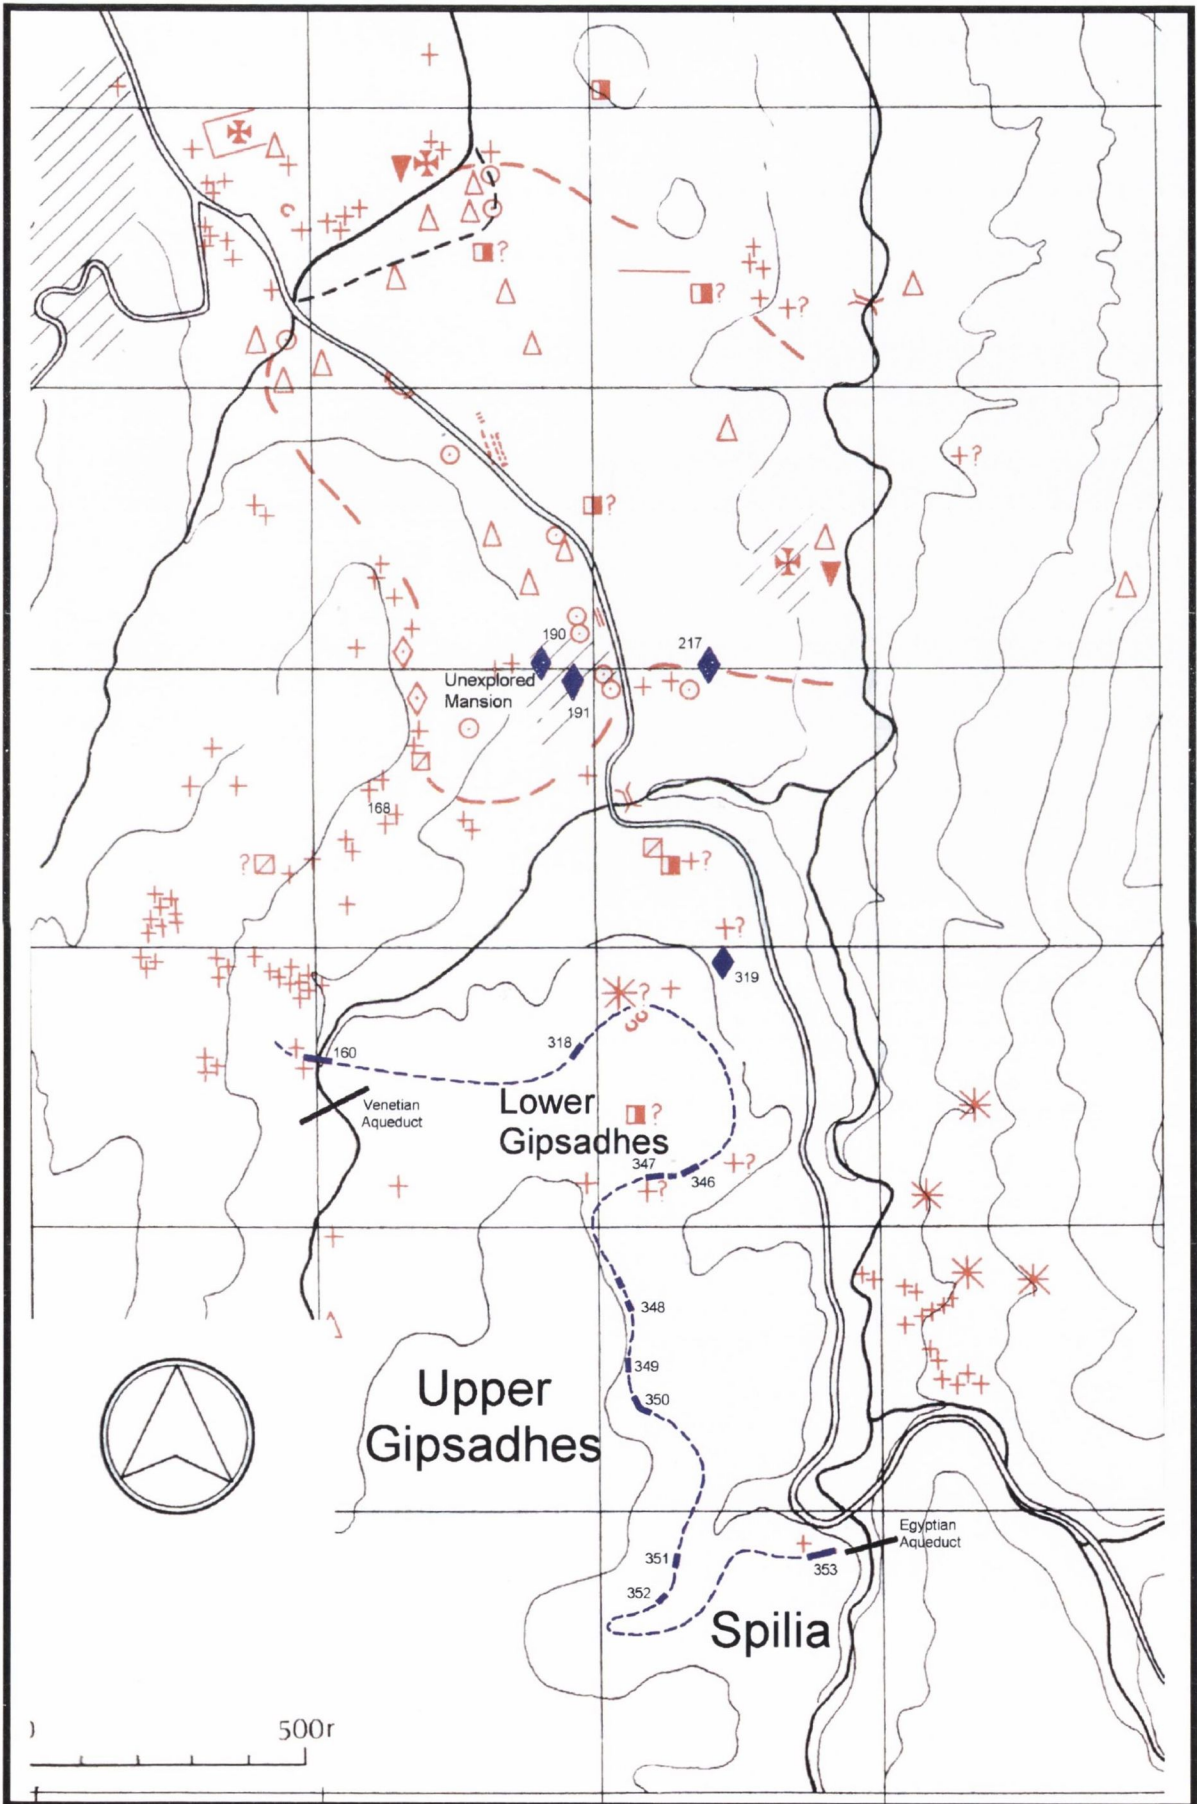 ?
?
?
?
?
?
190
217
Unexplored
Mansion
191
168
?
?
?
319
?
318
160
Venetian
Aqueduct
Lower
Gipsadhes
?
347
346
?
?
348
349
350
Upper
Gipsadhes
Egyptian
Aqueduct
351
353
352
Spilia
500